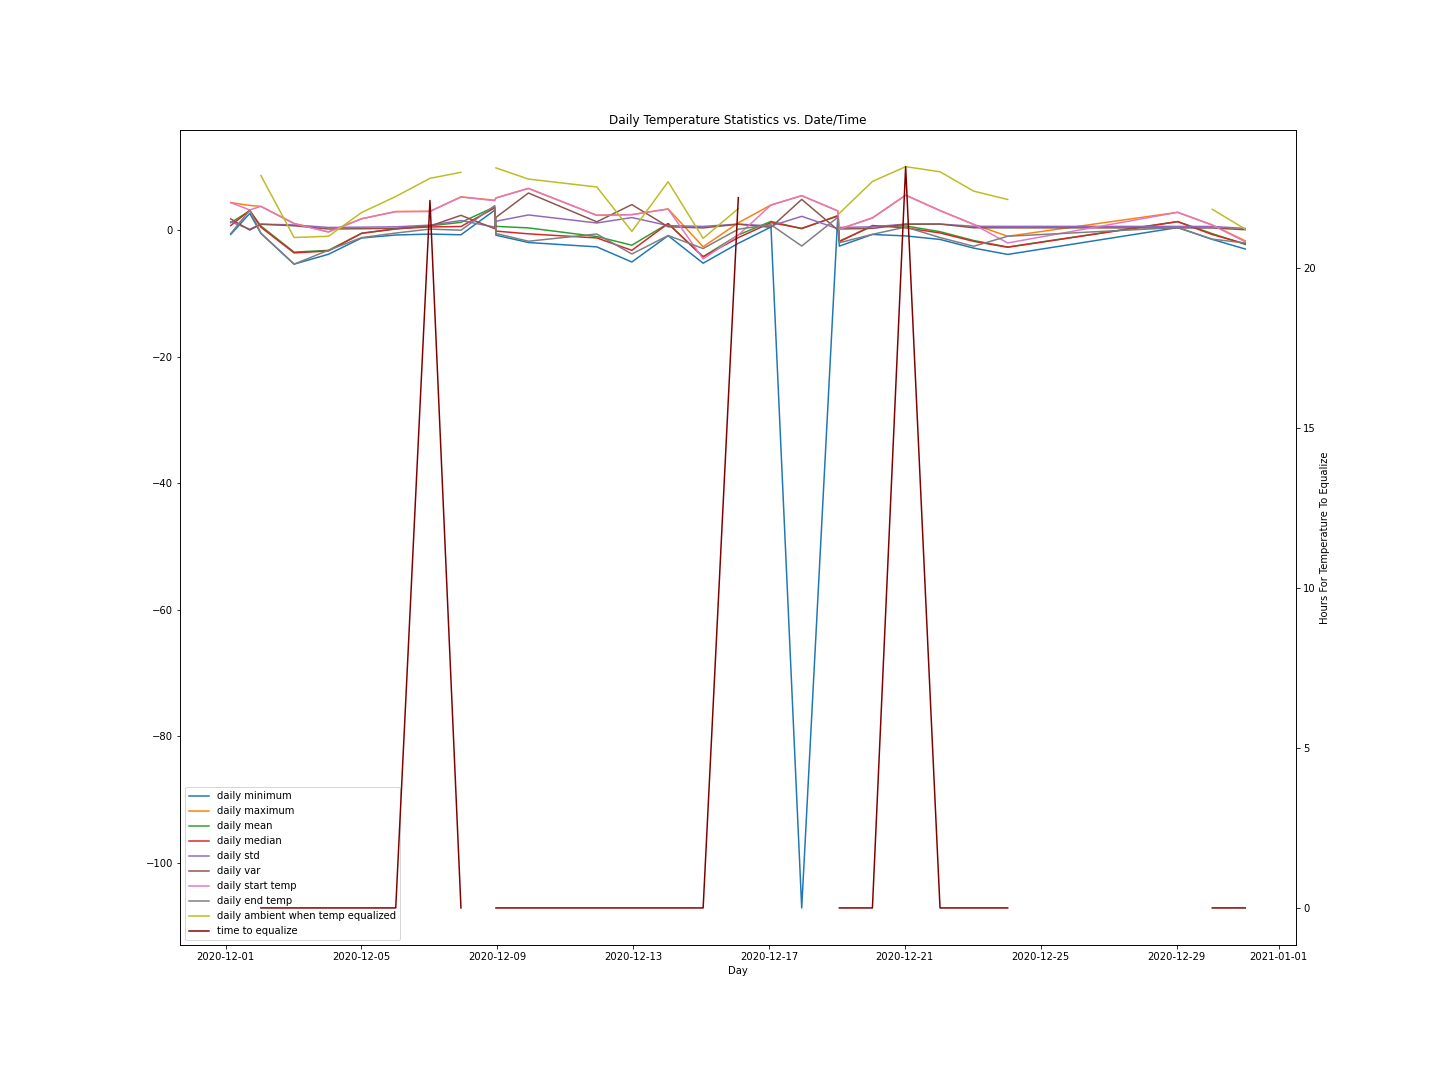 Daily Temperature Statistics vs. Date/Time
0
−20
−40
−60
−80
−100
20
15
10
5
0
Hours For Temperature To Equalize
daily minimum
daily maximum
daily mean
daily median
daily std
daily var
daily start temp
daily end temp
daily ambient when temp equalized
time to equalize
2020-12-01 2020-12-05 2020-12-09 2020-12-13 2020-12-17 2020-12-21 2020-12-25 2020-12-29 2021-01-01
Day